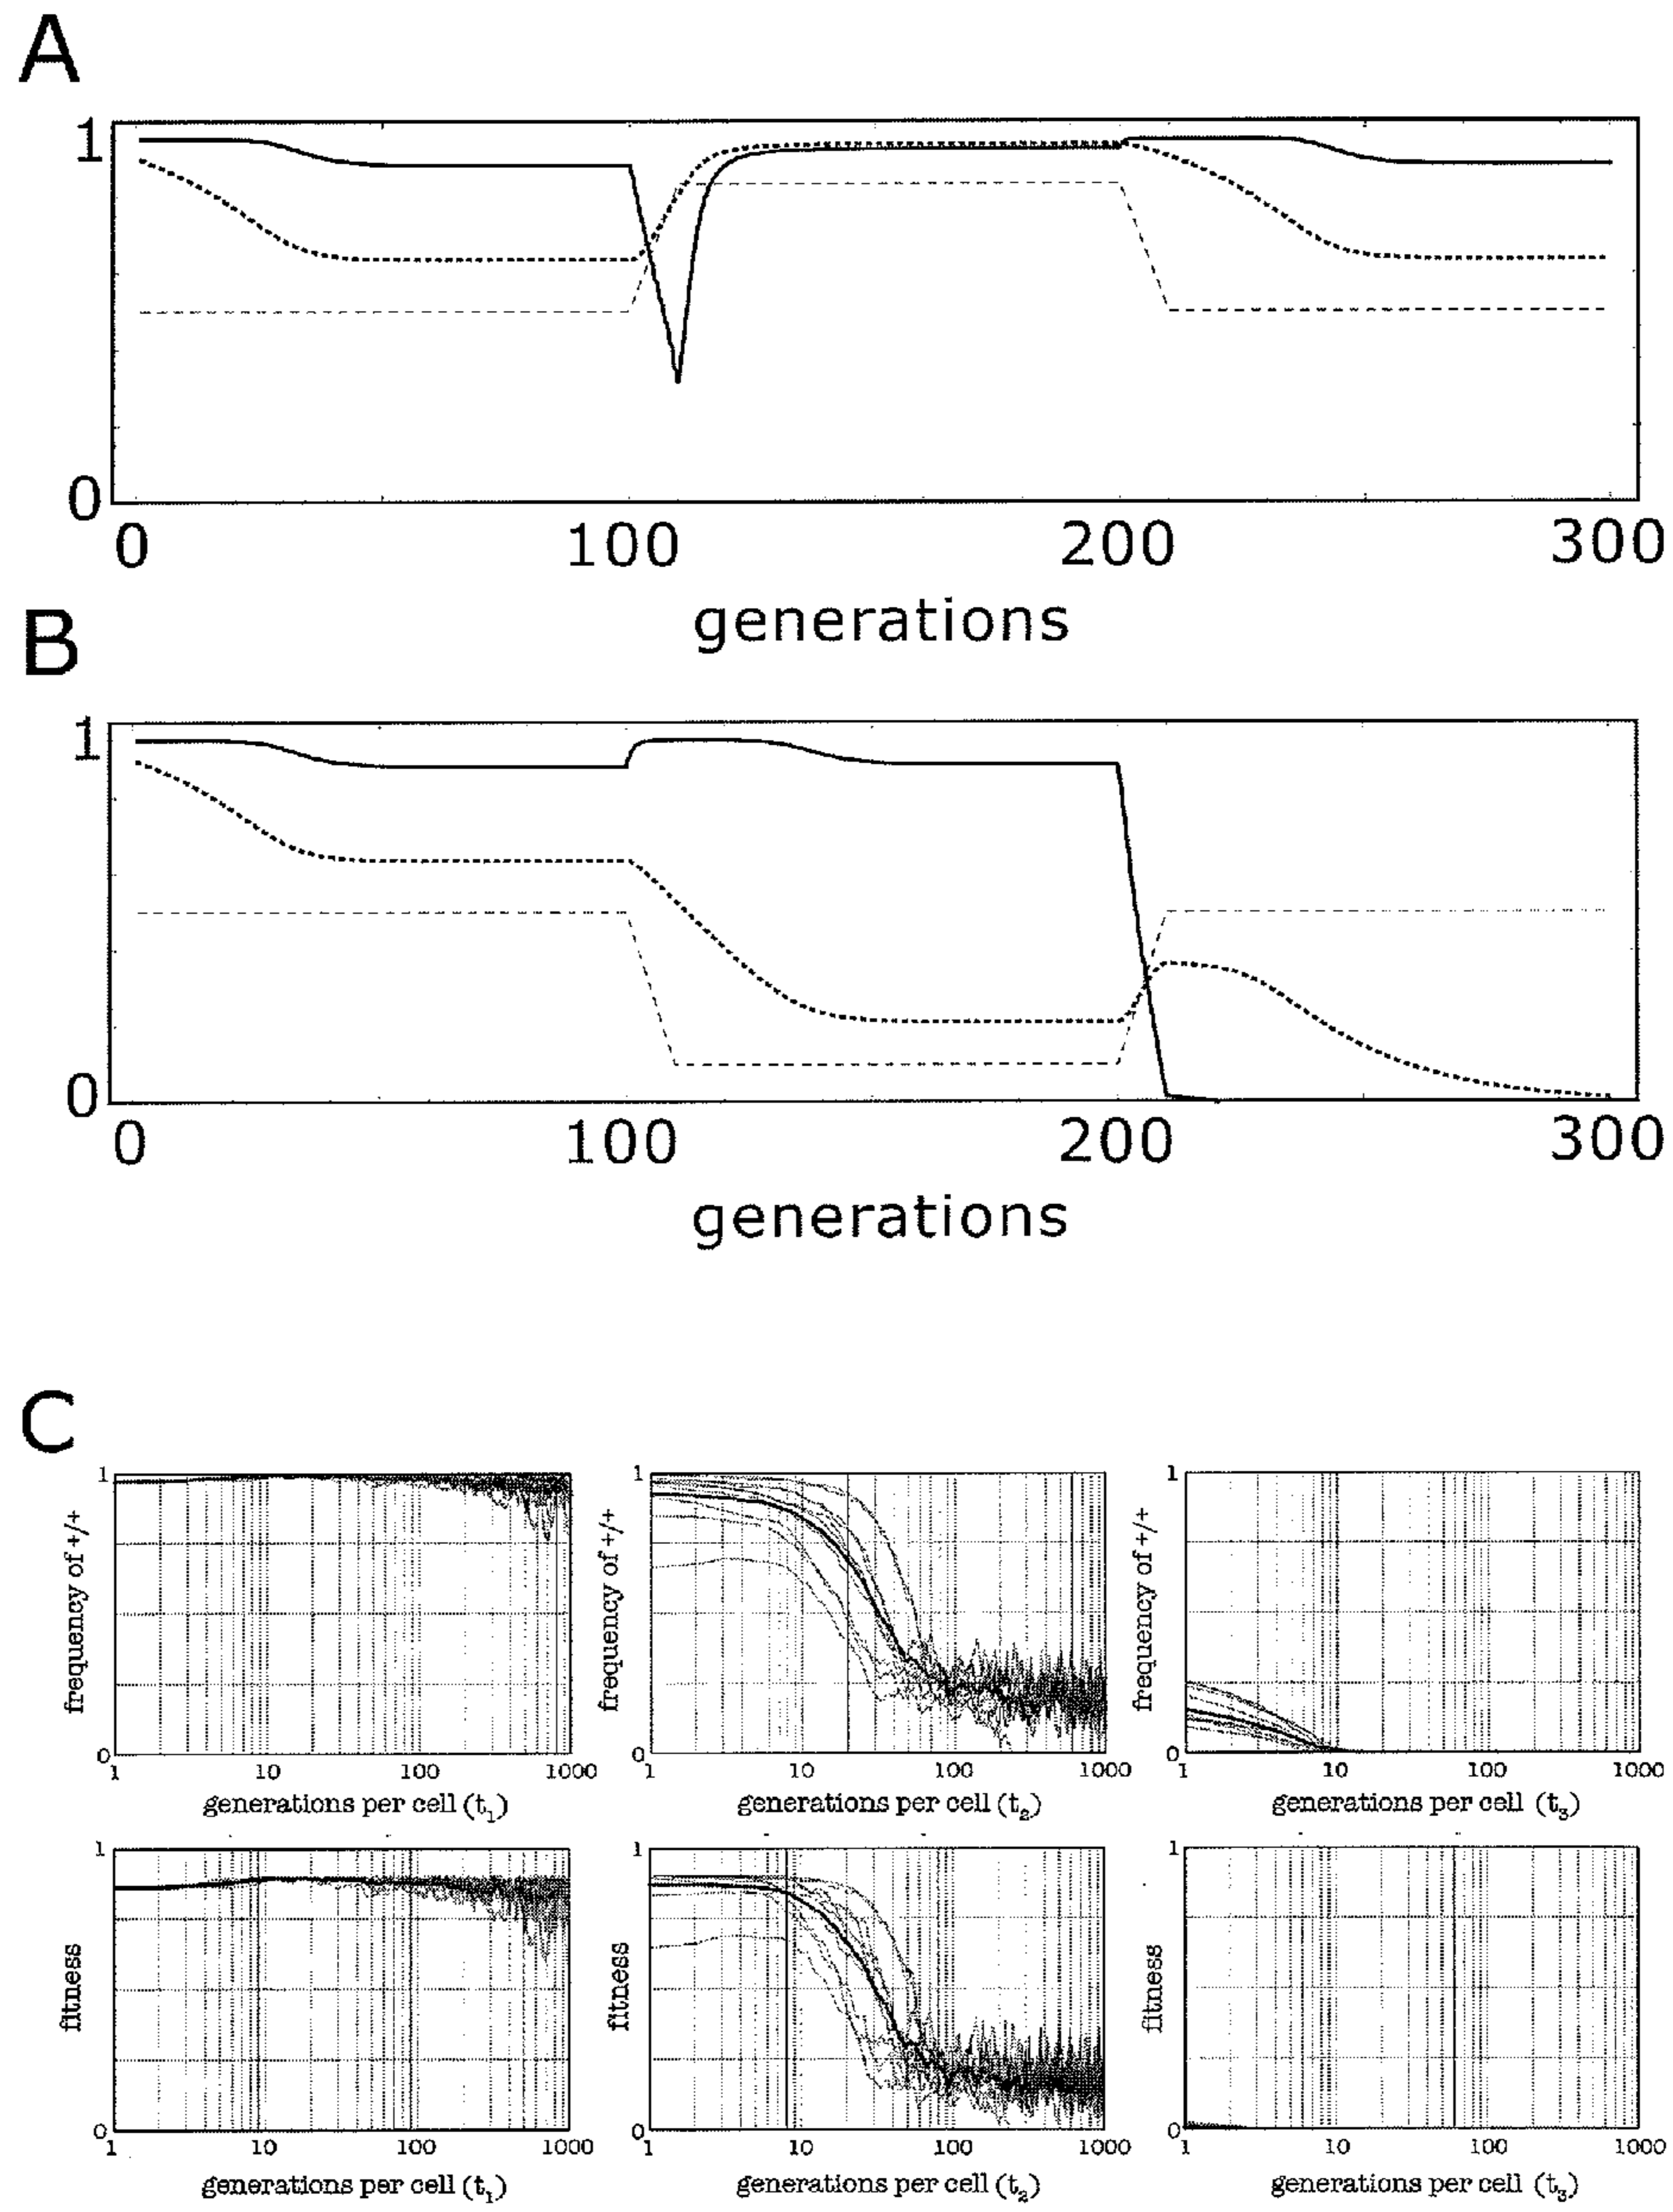 A
1
0
0 100 200 300
generations
B
1
0
0 100 200 300
generations
C
1
frequency of +/+
0
1 10 100 1000
generations per cell (t1)
1
frequency of +/+
0
1 10 100 1000
generations per cell (t2)
1
frequency of +/+
0
1 10 100 1000
generations per cell (t3)
1
fitness
0
1 10 100 1000
generations per cell (t1)
1
fitness
0
1 10 100 1000
generations per cell (t2)
1
fitness
0
1 10 100 1000
generations per cell (t3)